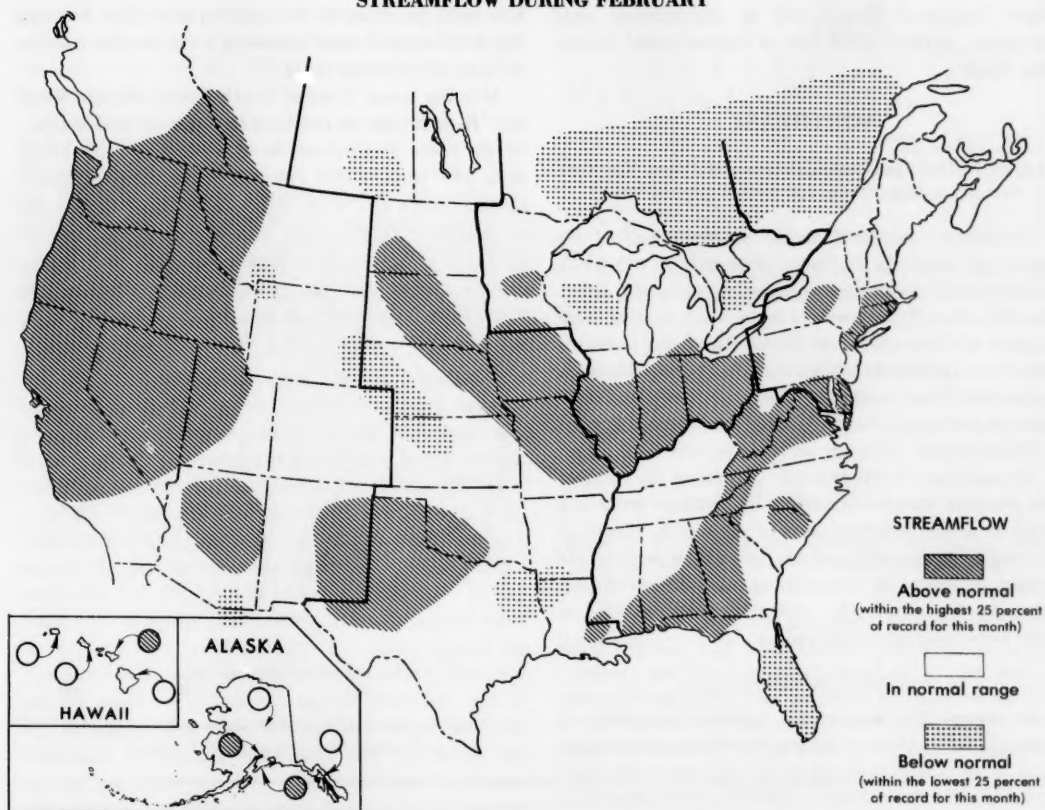 STREAMFLOW DURING FEBRUARY
STREAMFLOW
Above normal
(within the highest 25 percent
of record for this month)
In normal range
Below normal
(within the lowest 25 percent
of record for this month)
ALASKA
HAWAII